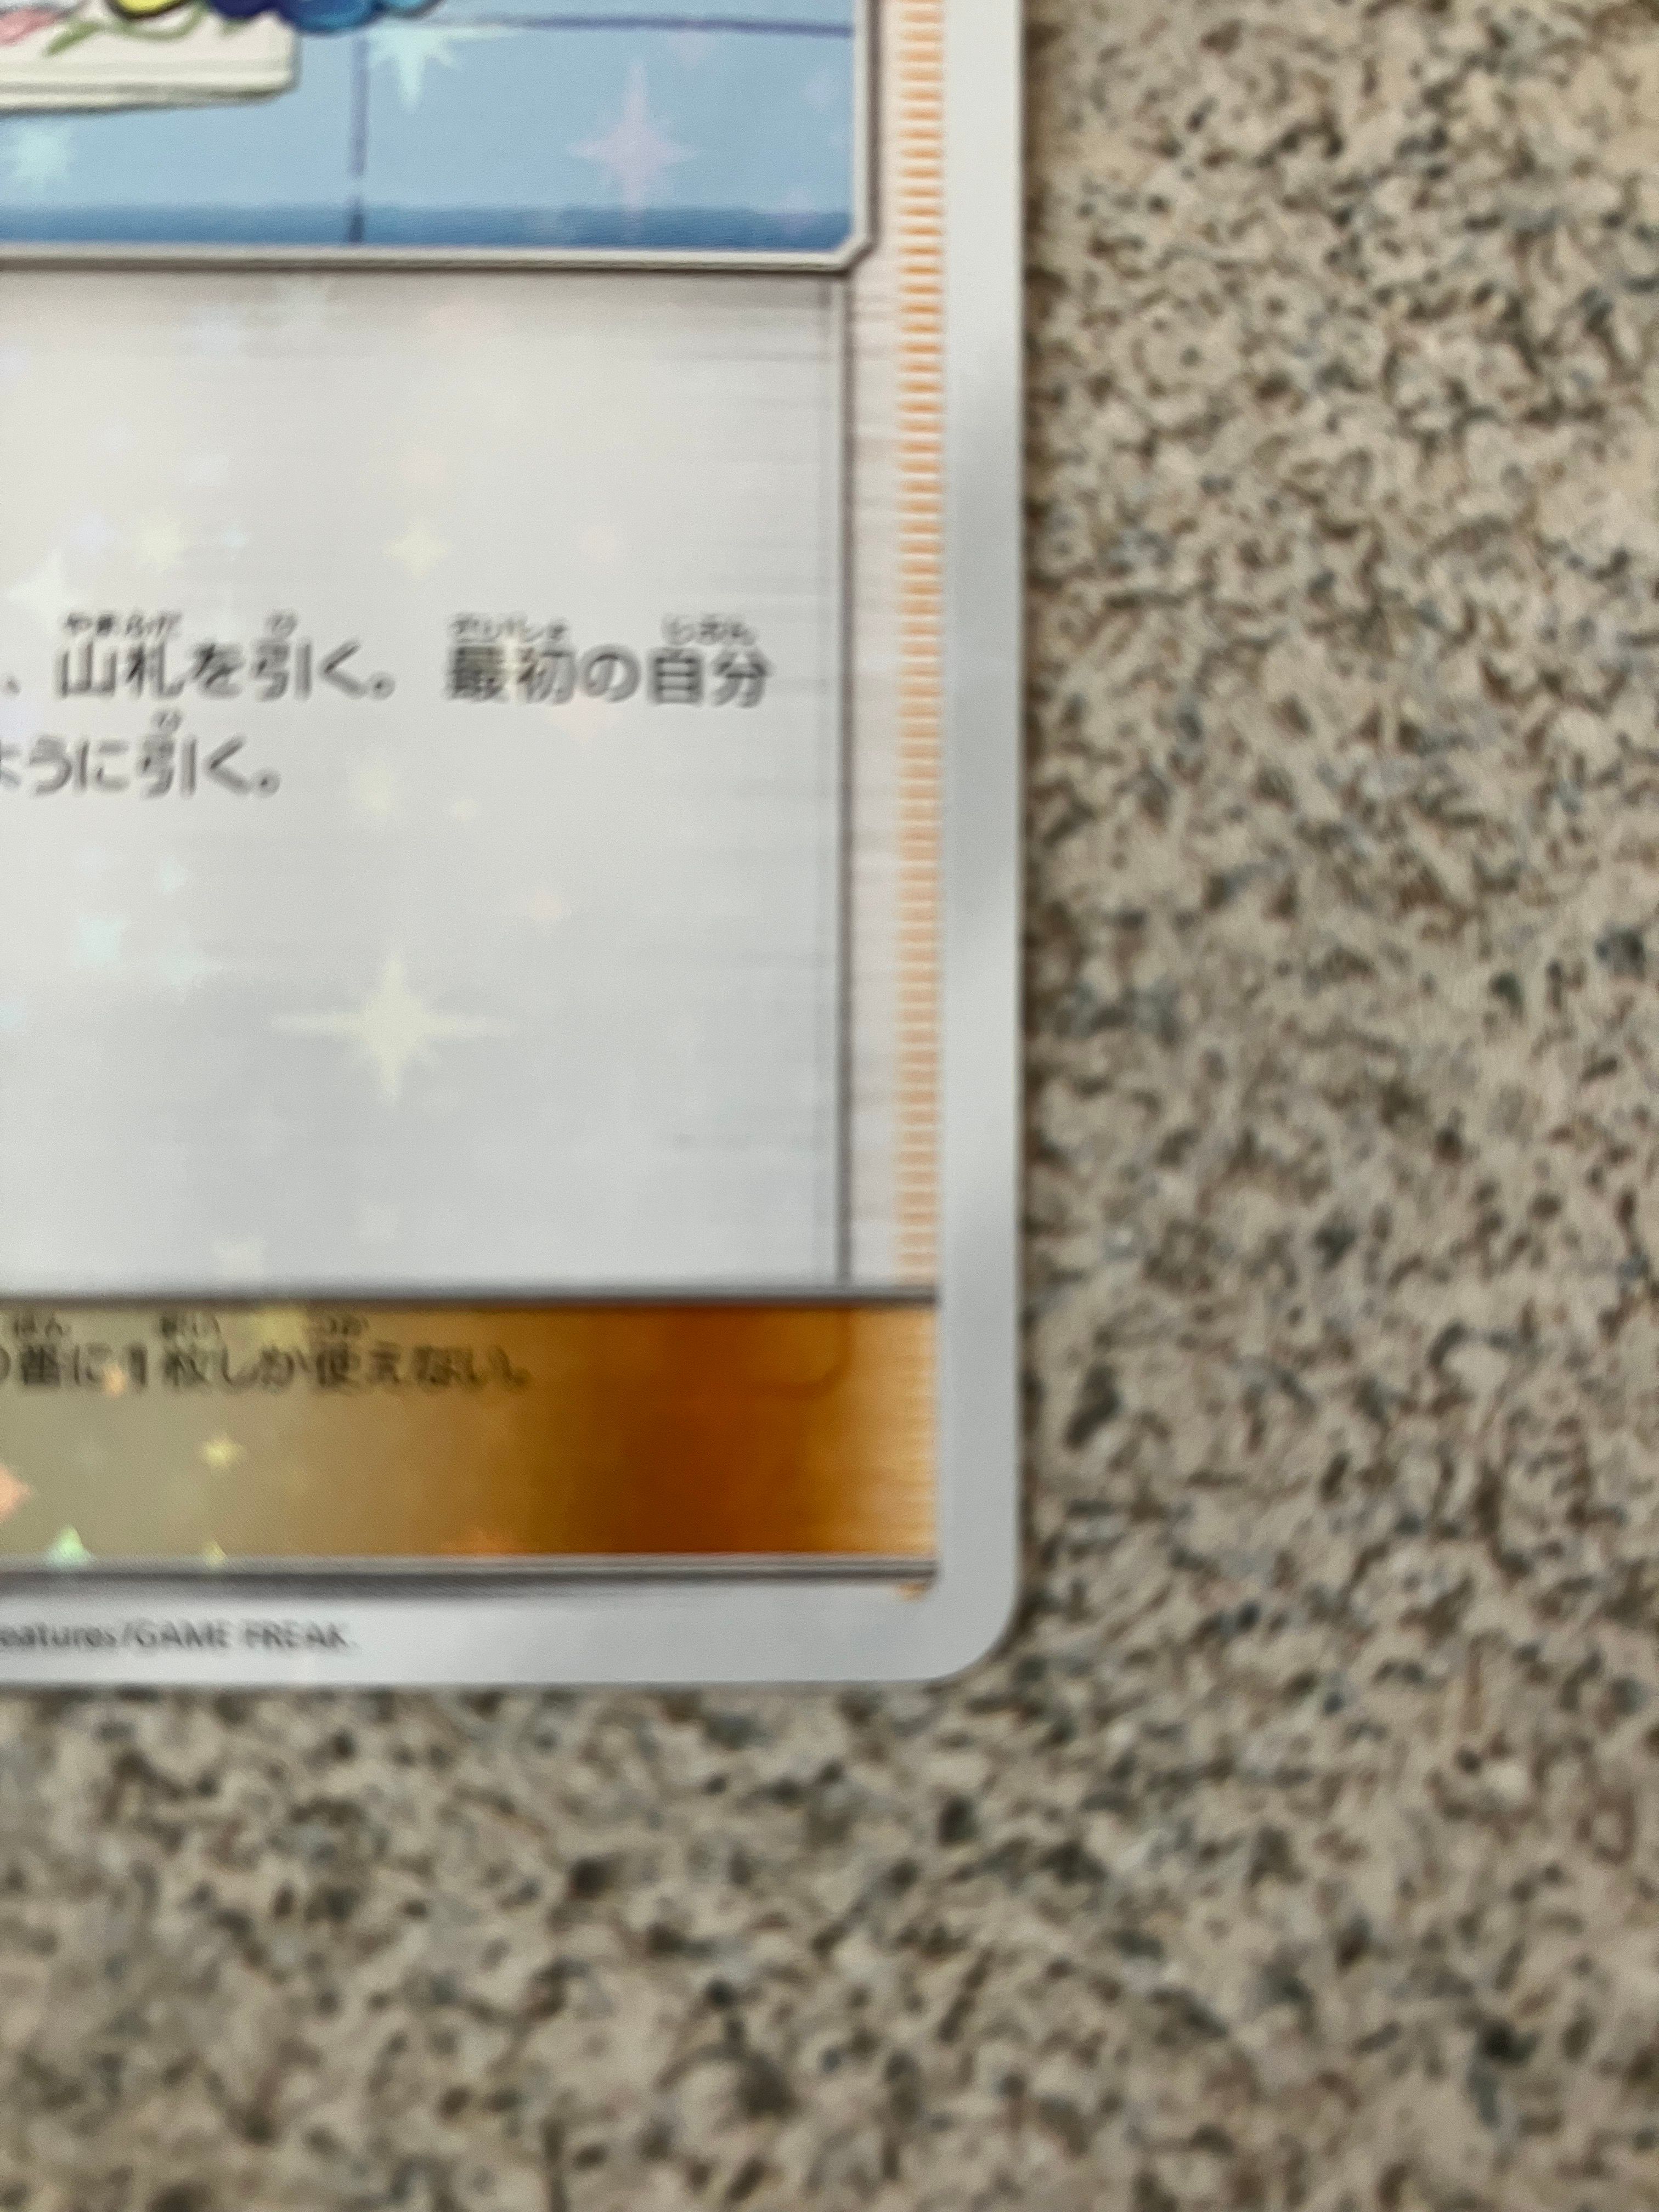 、山札を引く。最初の自分
ように引く。
番に1枚しか使えない。
eatures/GAME FREAK.